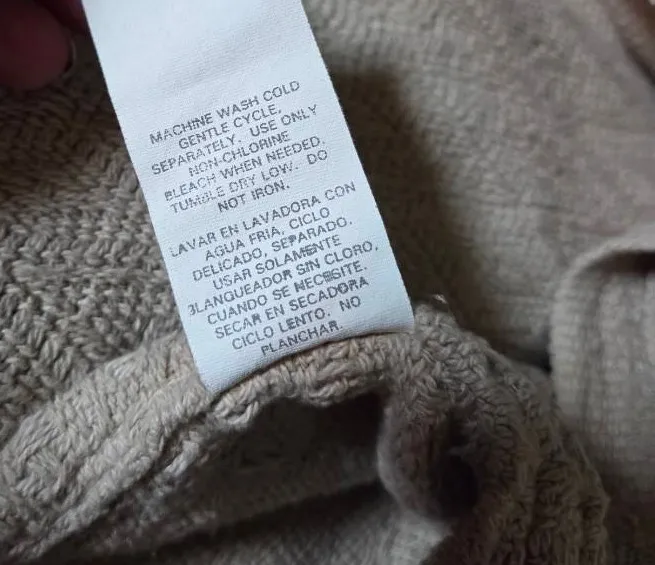 MACHINE WASH COLD
GENTLE CYCLE,
SEPARATELY. USE ONLY
NON-CHLORINE
BLEACH WHEN NEEDED.
TUMBLE DRY LOW. DO
NOT IRON.
LAVAR EN LAVADORA CON
AGUA FRIA, CICLO
DELICADO, SEPARADO.
USAR SOLAMENTE
BLANQUEADOR SIN CLORO,
CUANDO SE NECESITE.
SECAR EN SECADORA
CICLO LENTO. NO
PLANCHAR.